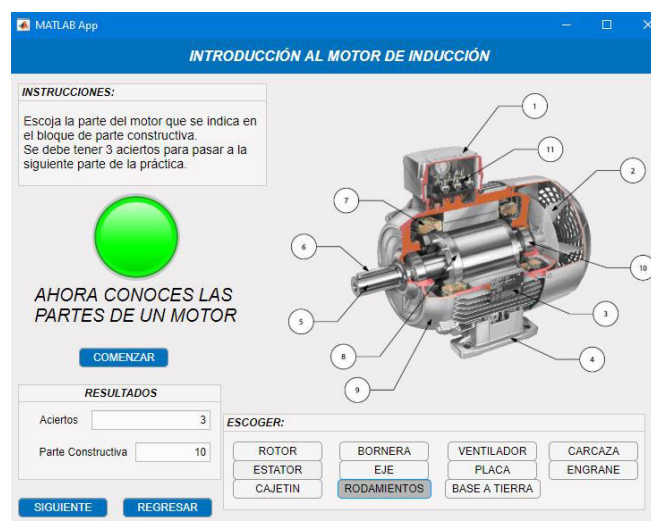 MATLAB App
INTRODUCCIÓN AL MOTOR DE INDUCCIÓN
INSTRUCCIONES:
Escoja la parte del motor que se indica en
el bloque de parte constructiva.
Se debe tener 3 aciertos para pasar a la
siguiente parte de la práctica.
AHORA CONOCES LAS
PARTES DE UN MOTOR
COMENZAR
RESULTADOS
Aciertos 3
Parte Constructiva 10
SIGUIENTE REGRESAR
1
11
2
7
6
10
5
3
8
4
9
ESCOGER:
ROTOR BORNERA VENTILADOR CARCAZA
ESTATOR EJE PLACA ENGRANE
CAJETIN RODAMIENTOS BASE A TIERRA